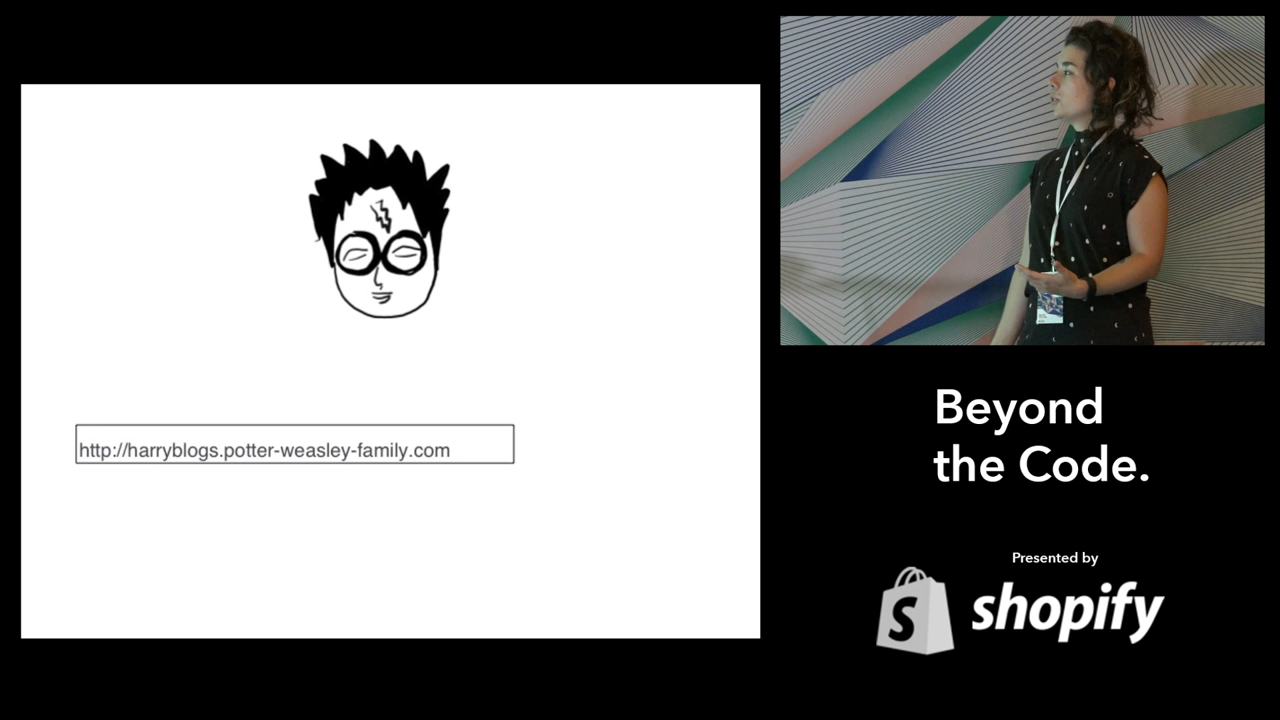 http://harryblogs.potter-weasley-family.com
Beyond
the Code.
Presented by
shopify